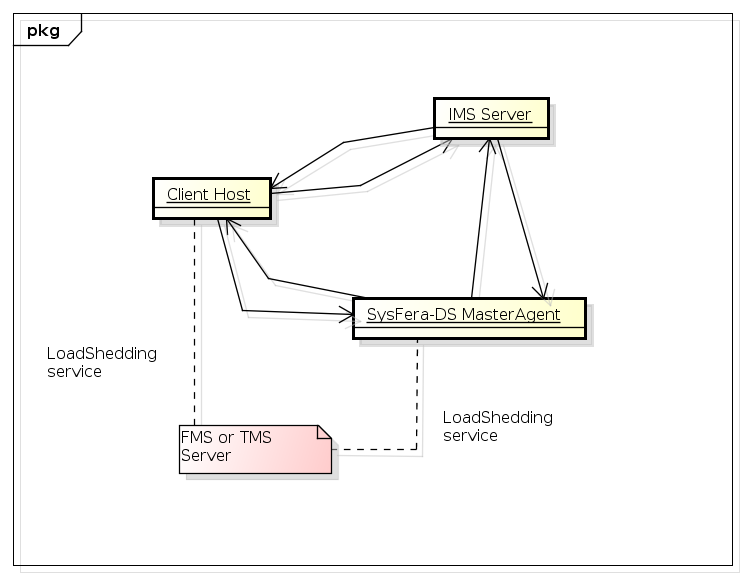 pkg
IMS Server
Client Host
SysFera-DS MasterAgent
LoadShedding
service
LoadShedding
service
FMS or TMS
Server